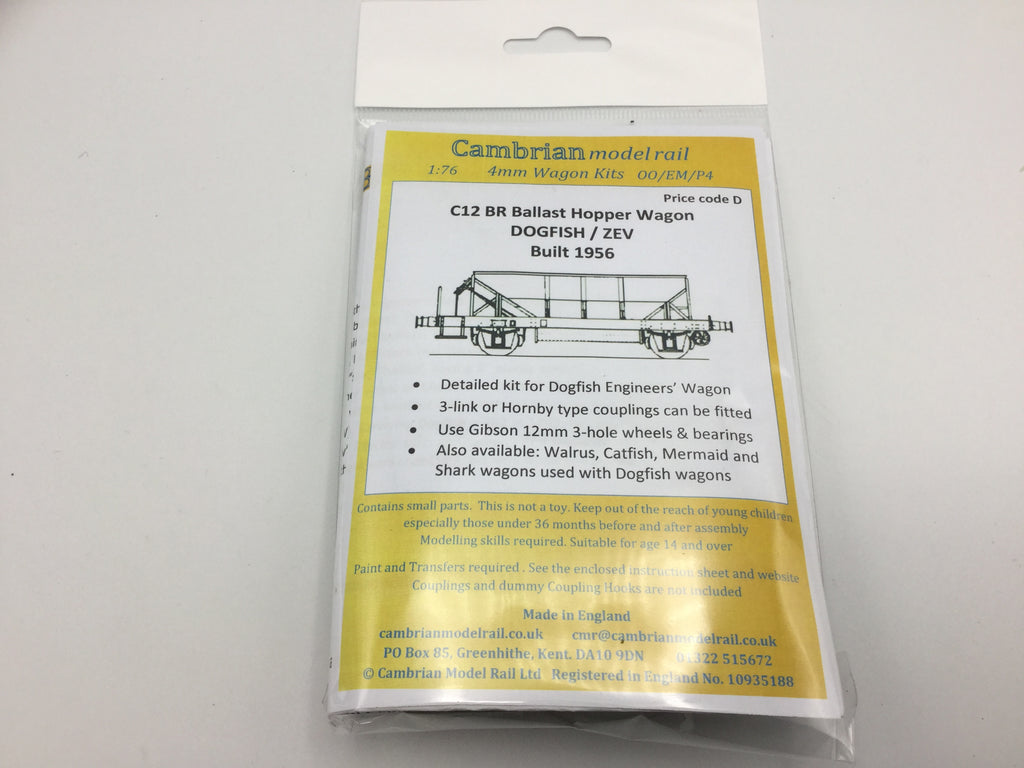 Cambrian model rail
1:76 4mm Wagon Kits OO/EM/P4
Price code D
C12 BR Ballast Hopper Wagon
DOGFISH / ZEV
Built 1956
• Detailed kit for Dogfish Engineers' Wagon
• 3-link or Hornby type couplings can be fitted
• Use Gibson 12mm 3-hole wheels & bearings
• Also available: Walrus, Catfish, Mermaid and
Shark wagons used with Dogfish wagons
Contains small parts. This is not a toy. Keep out of the reach of young children
especially those under 36 months before and after assembly
Modelling skills required. Suitable for age 14 and over
Paint and Transfers required . See the enclosed instruction sheet and website
Couplings and dummy Coupling Hooks are not included
Made in England
cambrianmodelrail.co.uk cmr@cambrianmodelrail.co.uk
PO Box 85, Greenhithe, Kent. DA10 9DN 01322 515672
© Cambrian Model Rail Ltd Registered in England No. 10935188